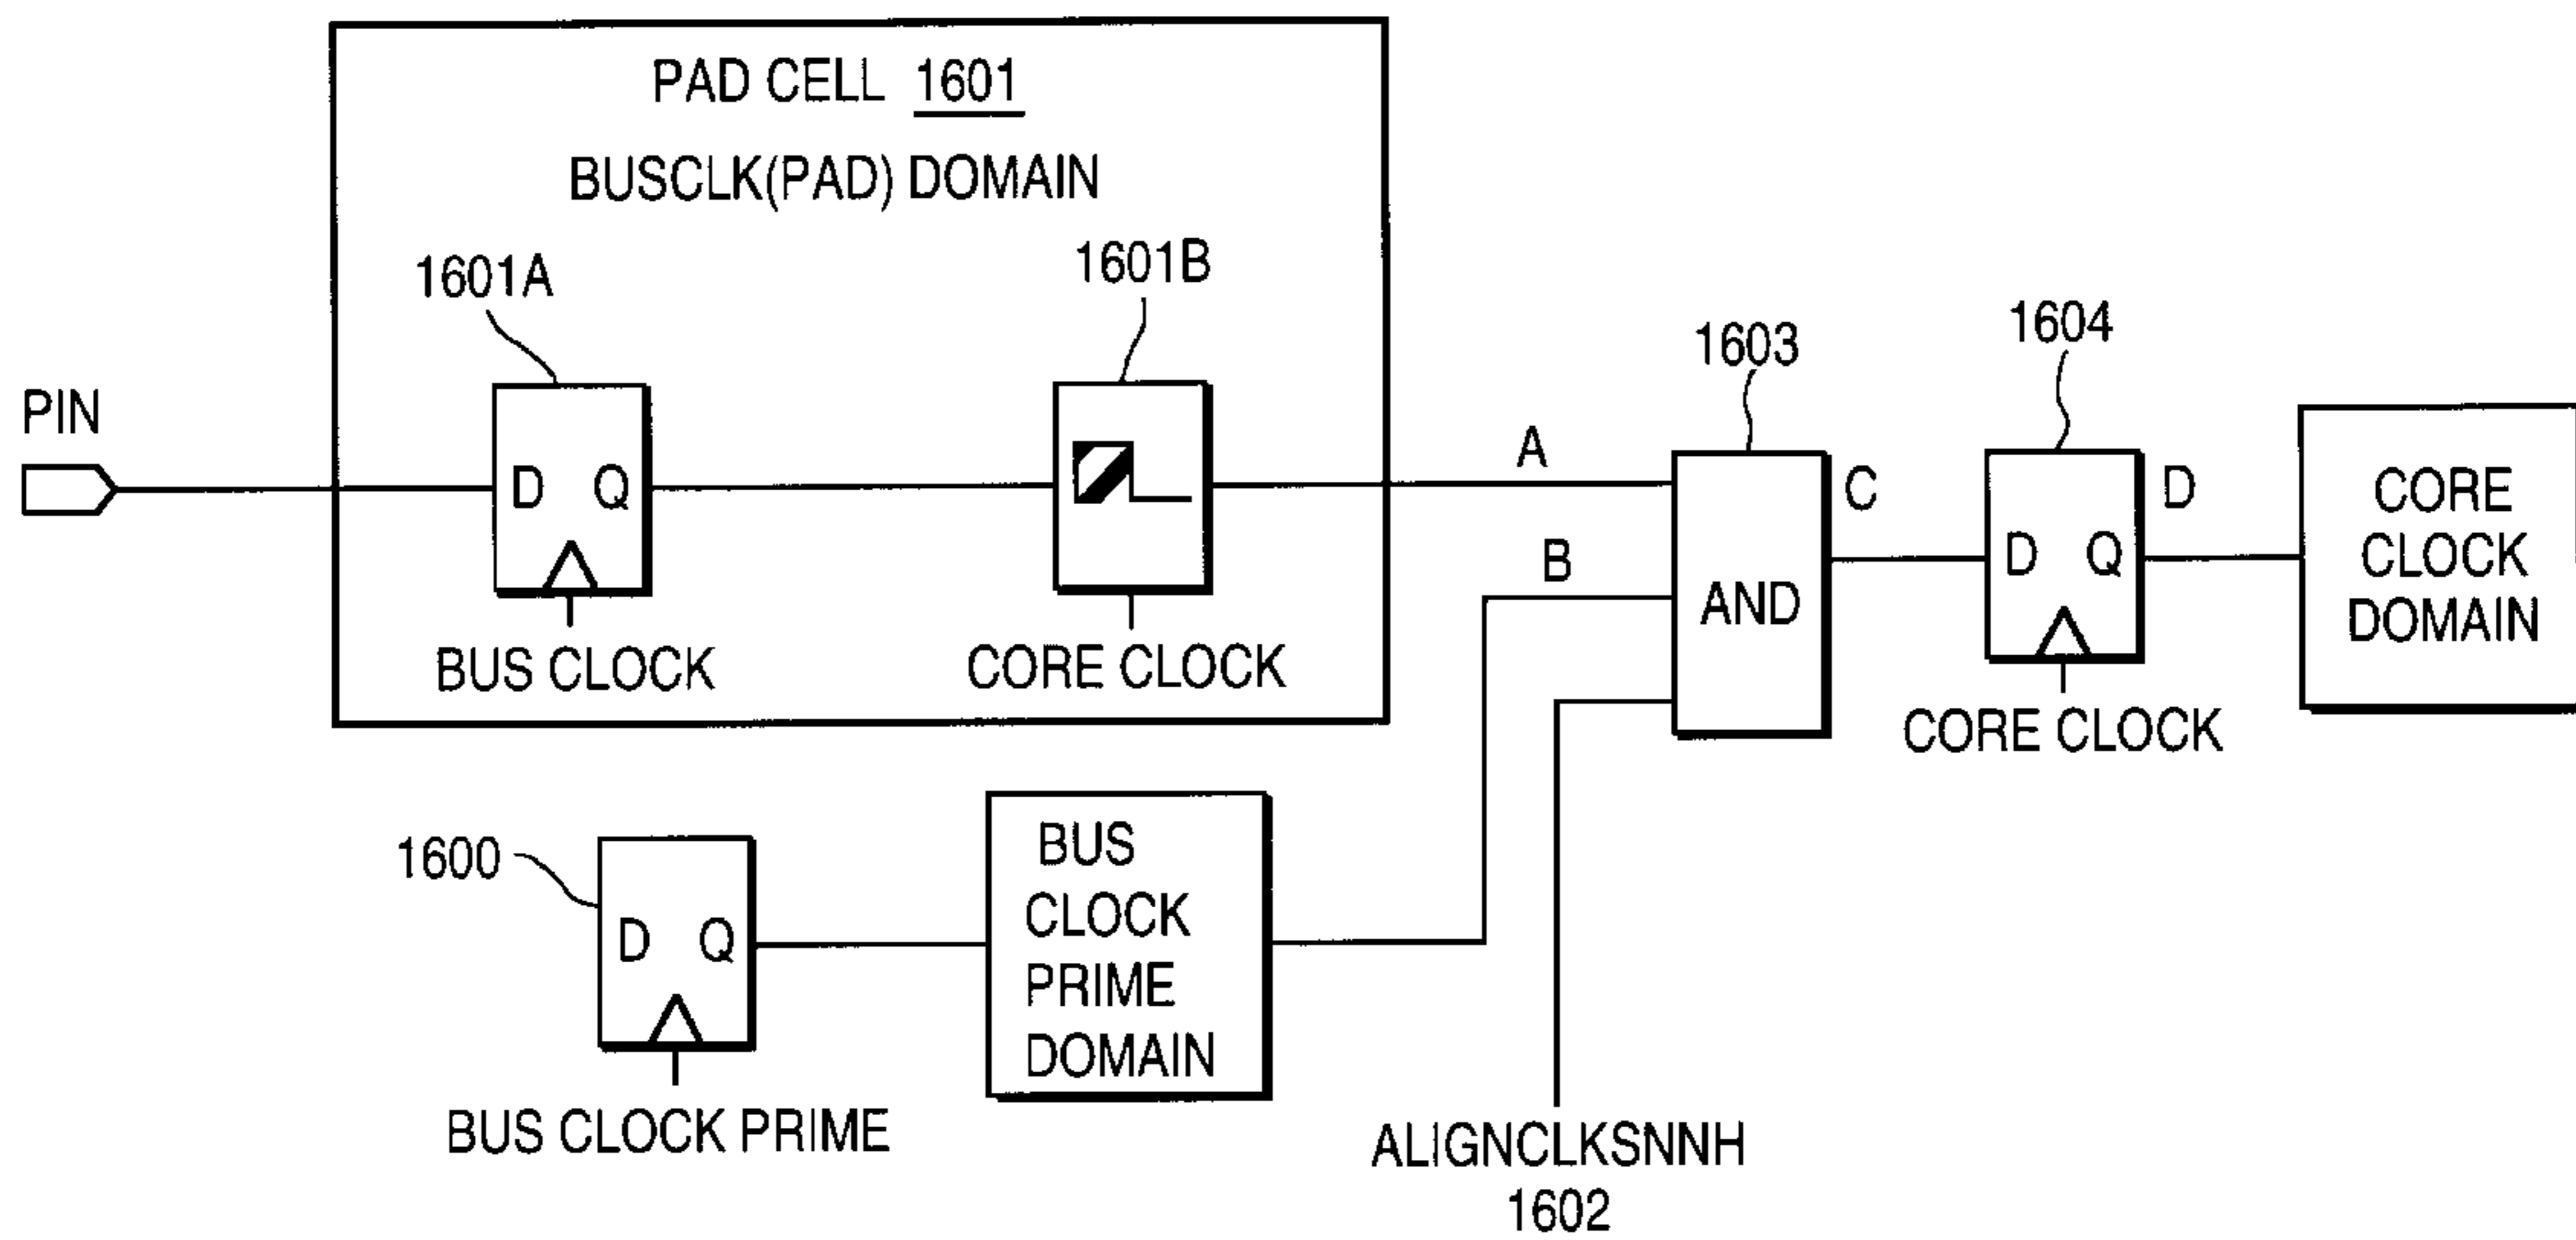 PAD CELL 1601
BUSCLK(PAD) DOMAIN
1601A
1601B
1603
1604
PIN
D Q
A
B
C
D
AND
D Q
CORE
CLOCK
DOMAIN
BUS CLOCK
CORE CLOCK
CORE CLOCK
1600
D Q
BUS
CLOCK
PRIME
DOMAIN
BUS CLOCK PRIME
ALIGNCLKSNNH
1602